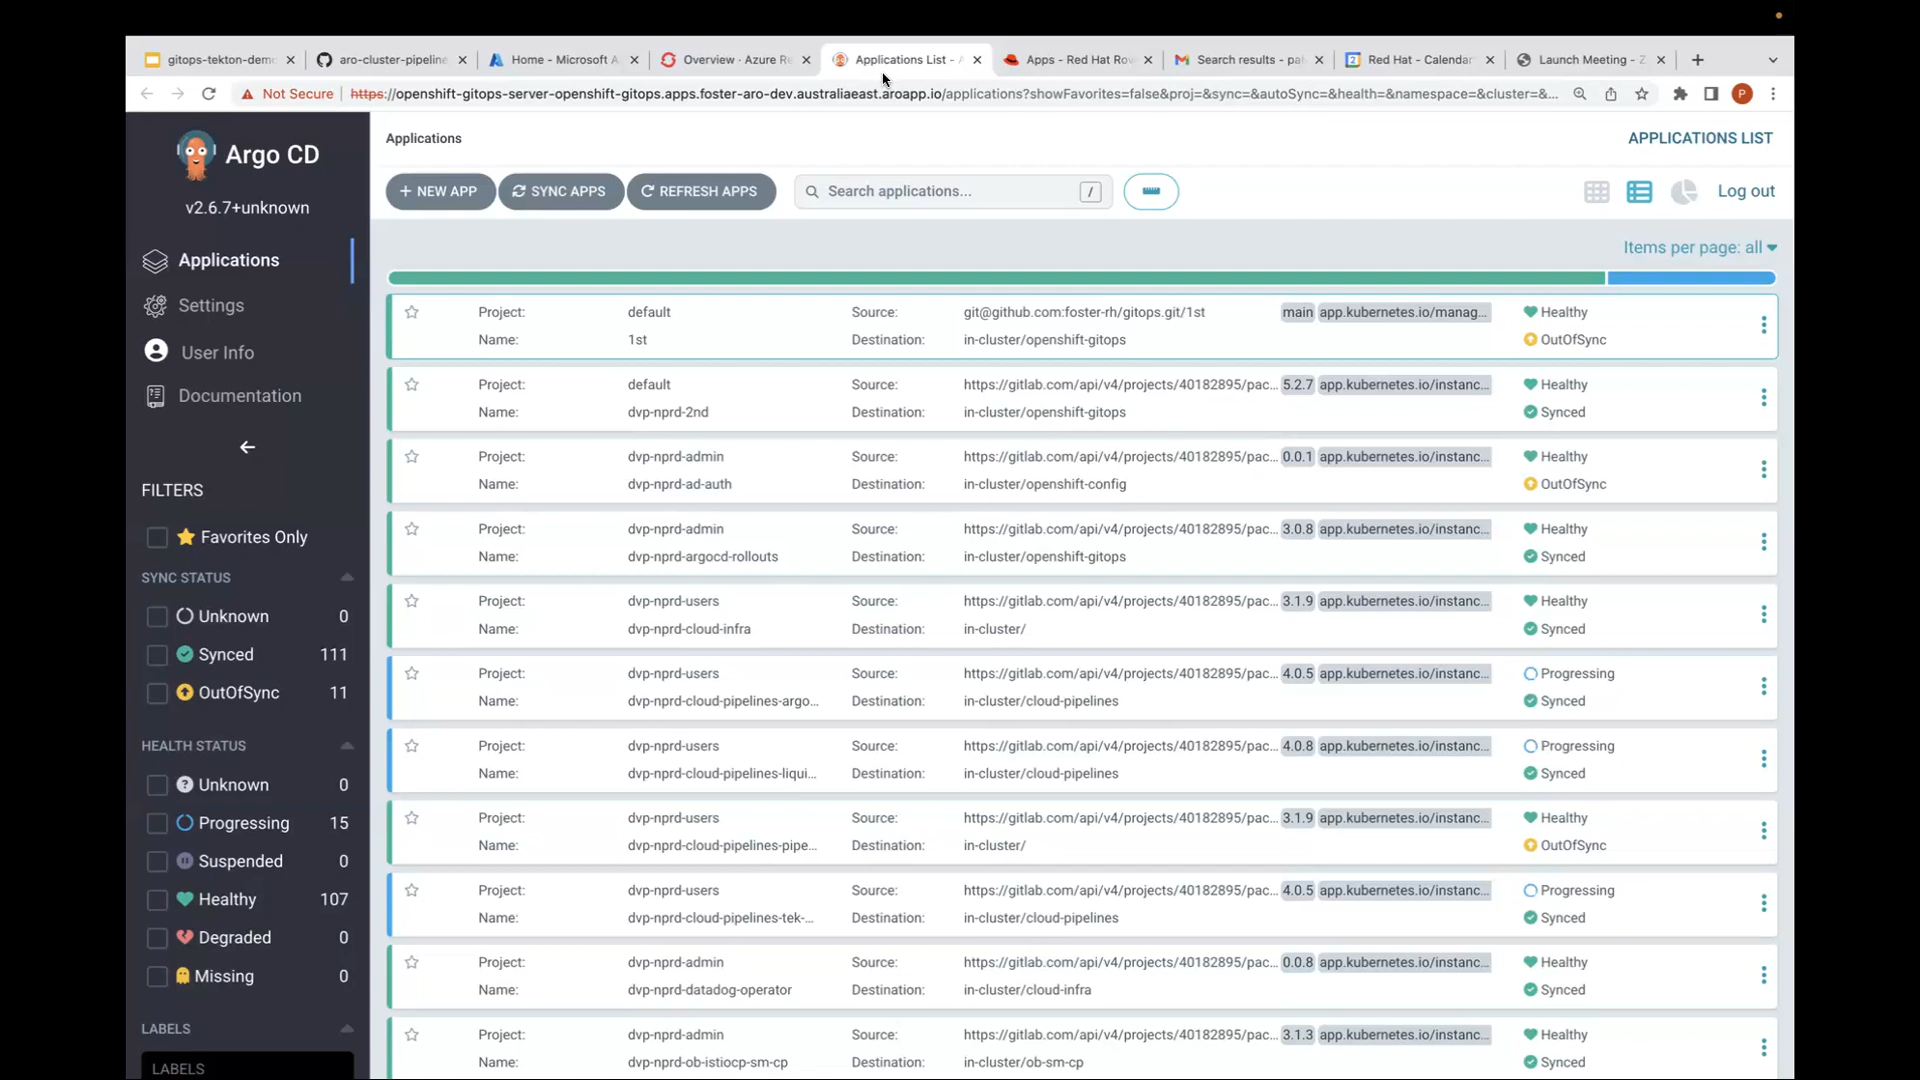 gitops-tekton-demo
aro-cluster-pipeline
Home - Microsoft A
Overview - Azure R
Applications List - A
Apps - Red Hat Rov
Search results - pa
Red Hat - Calendar
Launch Meeting - Z
Not Secure
https://openshift-gitops-server-openshift-gitops.apps.foster-aro-dev.australiaeast.aroapp.io/applications?showFavorites=false&proj=&sync=&autoSync=&health=&namespace=&cluster=&...
P
Argo CD
v2.6.7+unknown
Applications
Settings
User Info
Documentation
FILTERS
Favorites Only
SYNC STATUS
Unknown 0
Synced 111
OutOfSync 11
HEALTH STATUS
Unknown 0
Progressing 15
Suspended 0
Healthy 107
Degraded 0
Missing 0
LABELS
LABELS
Applications
APPLICATIONS LIST
+ NEW APP
SYNC APPS
REFRESH APPS
Search applications...
/
Log out
Items per page: all
Project: default Source: git@github.com:foster-rh/gitops.git/1st main app.kubernetes.io/manag... Healthy
Name: 1st Destination: in-cluster/openshift-gitops OutOfSync
Project: default Source: https://gitlab.com/api/v4/projects/40182895/pac... 5.2.7 app.kubernetes.io/instanc... Healthy
Name: dvp-nprd-2nd Destination: in-cluster/openshift-gitops Synced
Project: dvp-nprd-admin Source: https://gitlab.com/api/v4/projects/40182895/pac... 0.0.1 app.kubernetes.io/instanc... Healthy
Name: dvp-nprd-ad-auth Destination: in-cluster/openshift-config OutOfSync
Project: dvp-nprd-admin Source: https://gitlab.com/api/v4/projects/40182895/pac... 3.0.8 app.kubernetes.io/instanc... Healthy
Name: dvp-nprd-argocd-rollouts Destination: in-cluster/openshift-gitops Synced
Project: dvp-nprd-users Source: https://gitlab.com/api/v4/projects/40182895/pac... 3.1.9 app.kubernetes.io/instanc... Healthy
Name: dvp-nprd-cloud-infra Destination: in-cluster/ Synced
Project: dvp-nprd-users Source: https://gitlab.com/api/v4/projects/40182895/pac... 4.0.5 app.kubernetes.io/instanc... Progressing
Name: dvp-nprd-cloud-pipelines-argo... Destination: in-cluster/cloud-pipelines Synced
Project: dvp-nprd-users Source: https://gitlab.com/api/v4/projects/40182895/pac... 4.0.8 app.kubernetes.io/instanc... Progressing
Name: dvp-nprd-cloud-pipelines-liqui... Destination: in-cluster/cloud-pipelines Synced
Project: dvp-nprd-users Source: https://gitlab.com/api/v4/projects/40182895/pac... 3.1.9 app.kubernetes.io/instanc... Healthy
Name: dvp-nprd-cloud-pipelines-pipe... Destination: in-cluster/ OutOfSync
Project: dvp-nprd-users Source: https://gitlab.com/api/v4/projects/40182895/pac... 4.0.5 app.kubernetes.io/instanc... Progressing
Name: dvp-nprd-cloud-pipelines-tek-... Destination: in-cluster/cloud-pipelines Synced
Project: dvp-nprd-admin Source: https://gitlab.com/api/v4/projects/40182895/pac... 0.0.8 app.kubernetes.io/instanc... Healthy
Name: dvp-nprd-datadog-operator Destination: in-cluster/cloud-infra Synced
Project: dvp-nprd-admin Source: https://gitlab.com/api/v4/projects/40182895/pac... 3.1.3 app.kubernetes.io/instanc... Healthy
Name: dvp-nprd-ob-istiocp-sm-cp Destination: in-cluster/ob-sm-cp Synced